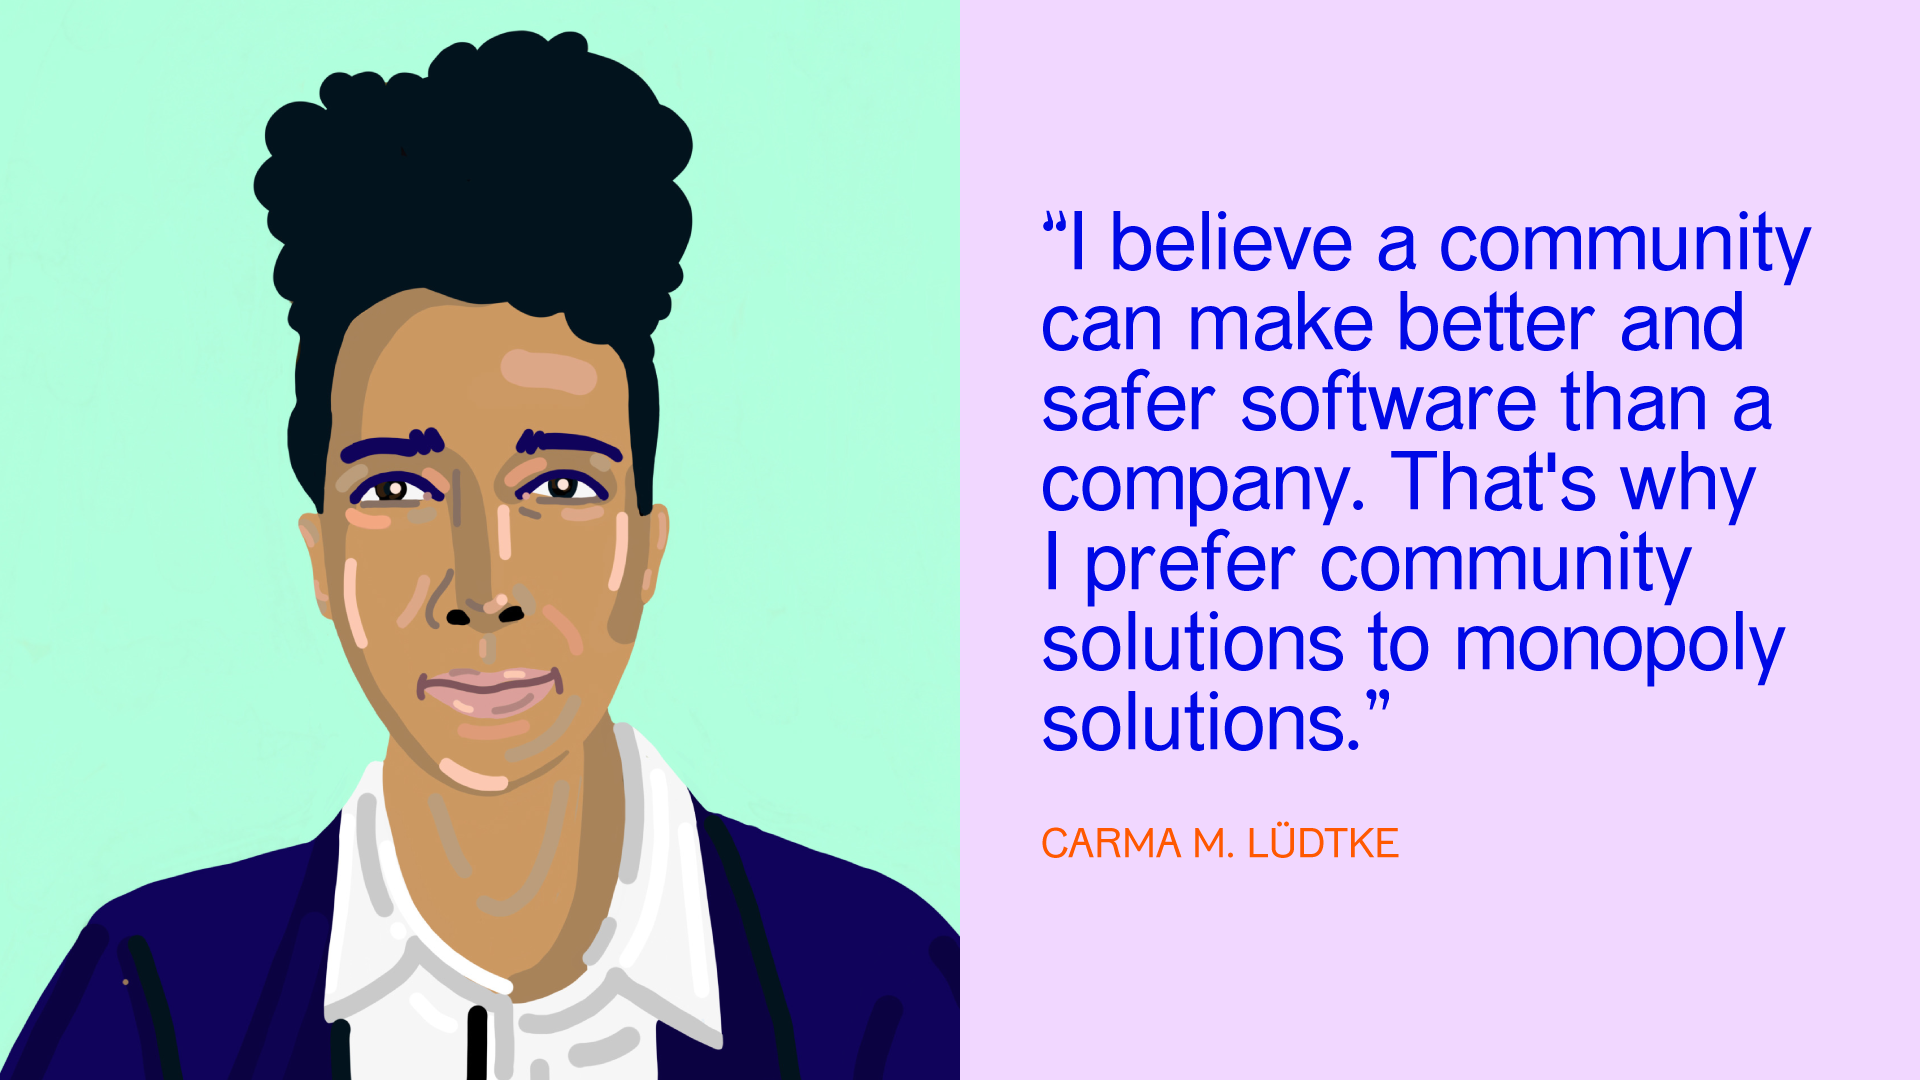 “I believe a community
can make better and
safer software than a
company. That's why
I prefer community
solutions to monopoly
solutions.”
CARMA M. LÜDTKE